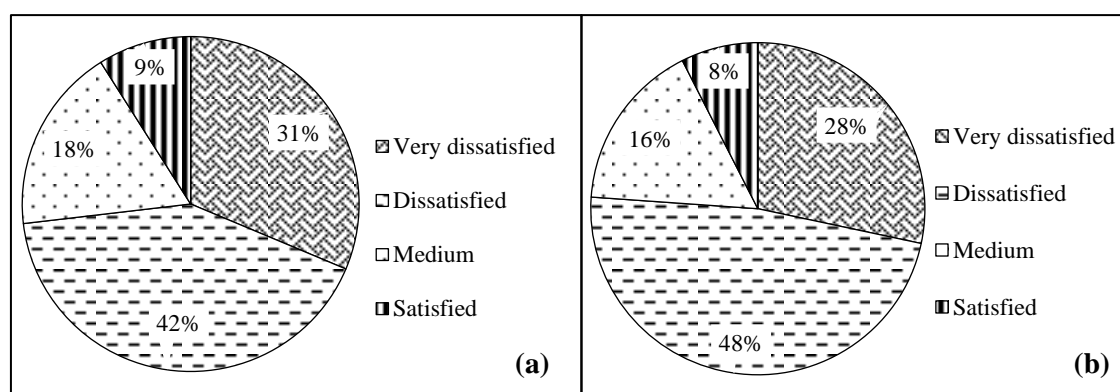 9%
31%
18%
42%
Very dissatisfied
Dissatisfied
Medium
Satisfied
(a)
8%
28%
16%
48%
Very dissatisfied
Dissatisfied
Medium
Satisfied
(b)